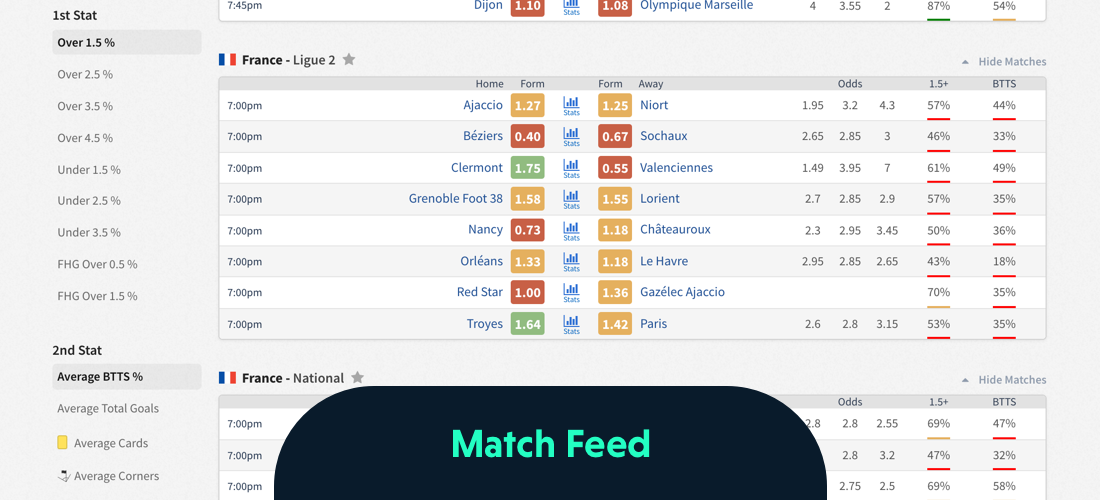 7:45pm Dijon 1.10 Stats 1.08 Olympique Marseille 4 3.55 2 87% 54%
1st Stat
Over 1.5 %
Over 2.5 %
Over 3.5 %
Over 4.5 %
Under 1.5 %
Under 2.5 %
Under 3.5 %
FHG Over 0.5 %
FHG Over 1.5 %
2nd Stat
Average BTTS %
Average Total Goals
Average Cards
Average Corners
France - Ligue 2 Hide Matches
Home Form Form Away Odds 1.5+ BTTS
7:00pm Ajaccio 1.27 Stats 1.25 Niort 1.95 3.2 4.3 57% 44%
7:00pm Béziers 0.40 Stats 0.67 Sochaux 2.65 2.85 3 46% 33%
7:00pm Clermont 1.75 Stats 0.55 Valenciennes 1.49 3.95 7 61% 49%
7:00pm Grenoble Foot 38 1.58 Stats 1.55 Lorient 2.7 2.85 2.9 57% 35%
7:00pm Nancy 0.73 Stats 1.18 Châteauroux 2.3 2.95 3.45 50% 36%
7:00pm Orléans 1.33 Stats 1.18 Le Havre 2.95 2.85 2.65 43% 18%
7:00pm Red Star 1.00 Stats 1.36 Gazélec Ajaccio 70% 35%
7:00pm Troyes 1.64 Stats 1.42 Paris 2.6 2.8 3.15 53% 35%
France - National Hide Matches
Odds 1.5+ BTTS
7:00pm 2.8 2.8 2.55 69% 47%
7:00pm 2.8 3.2 47% 32%
7:00pm 2.75 2.5 69% 58%
Match Feed